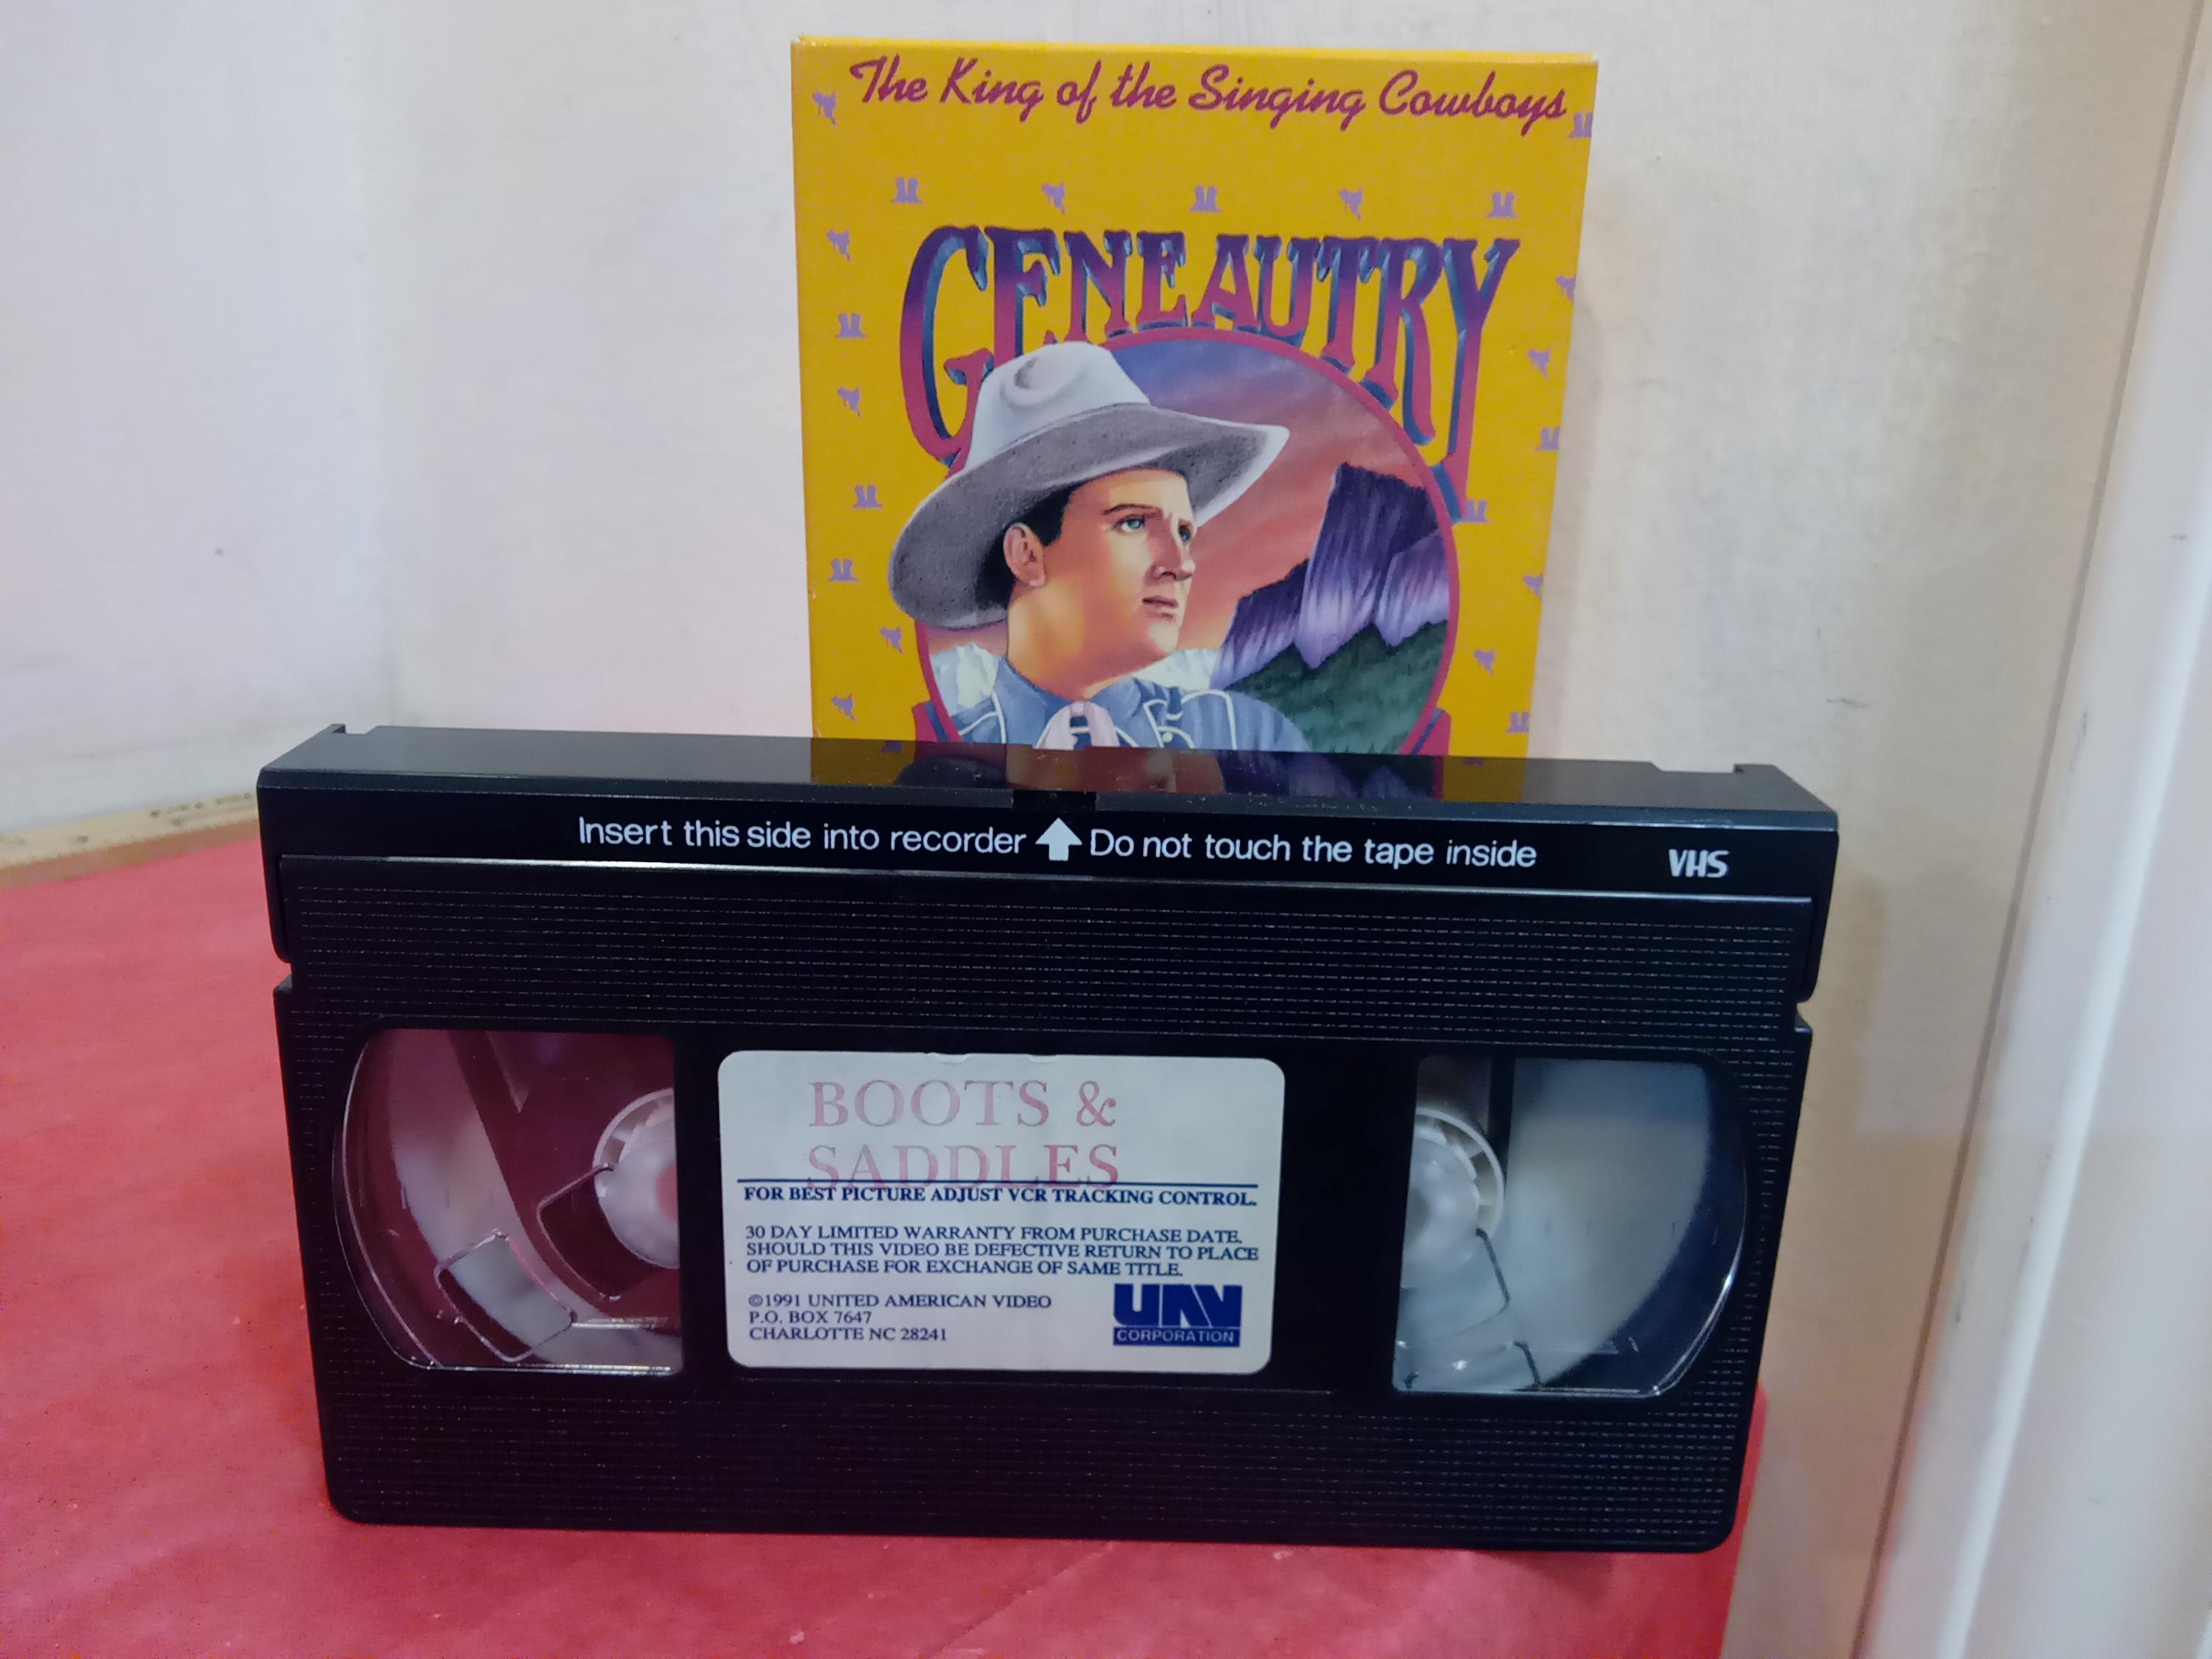 The King of the Singing Cowboys
GENE AUTRY
Insert this side into recorder Do not touch the tape inside
VHS
BOOTS &
SADDLES
FOR BEST PICTURE ADJUST VCR TRACKING CONTROL.
30 DAY LIMITED WARRANTY FROM PURCHASE DATE.
SHOULD THIS VIDEO BE DEFECTIVE RETURN TO PLACE
OF PURCHASE FOR EXCHANGE OF SAME TITLE.
©1991 UNITED AMERICAN VIDEO
P.O. BOX 7647
CHARLOTTE NC 28241
UAV
CORPORATION